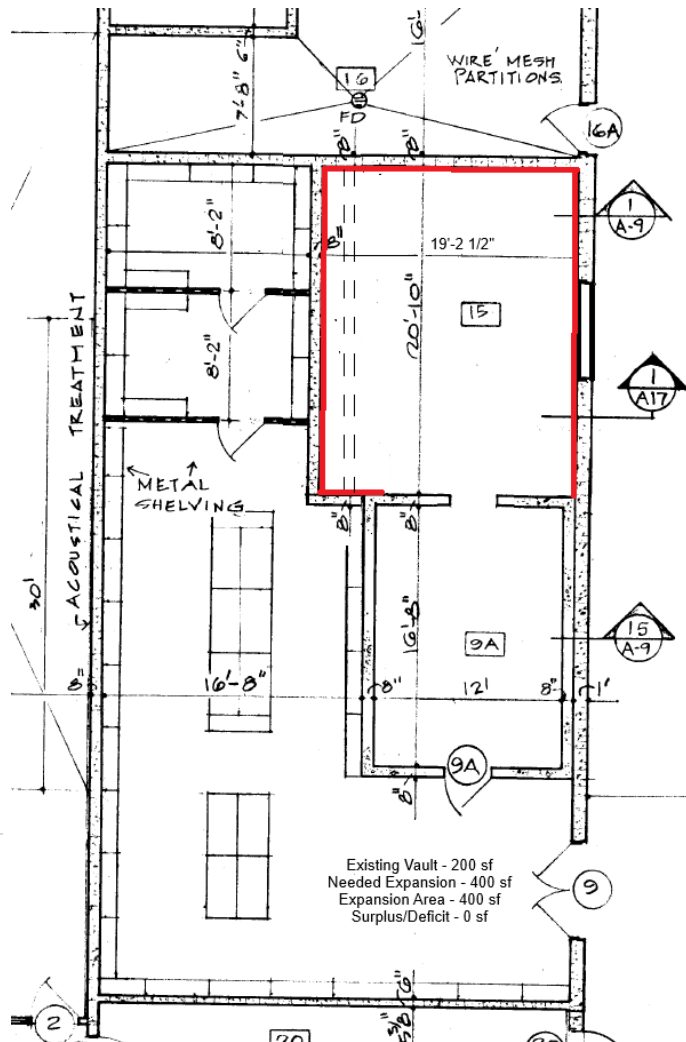 16'-
WIRE' MESH
PARTITIONS
7'-8" 6"
16
FD
16A
8"
8"
1
A-9
8'-2"
8"
19'-2 1/2"
15
20'-10"
8'-2"
1
A17
ACOUSTICAL TREATMENT
METAL
SHELVING
8"
8"
30'
16'-8"
9A
15
A-9
8"
16'-8"
8"
12'
8"
1'
9A
8"
Existing Vault - 200 sf
Needed Expansion - 400 sf
Expansion Area - 400 sf
Surplus/Deficit - 0 sf
9
6"
2
5/8"
20